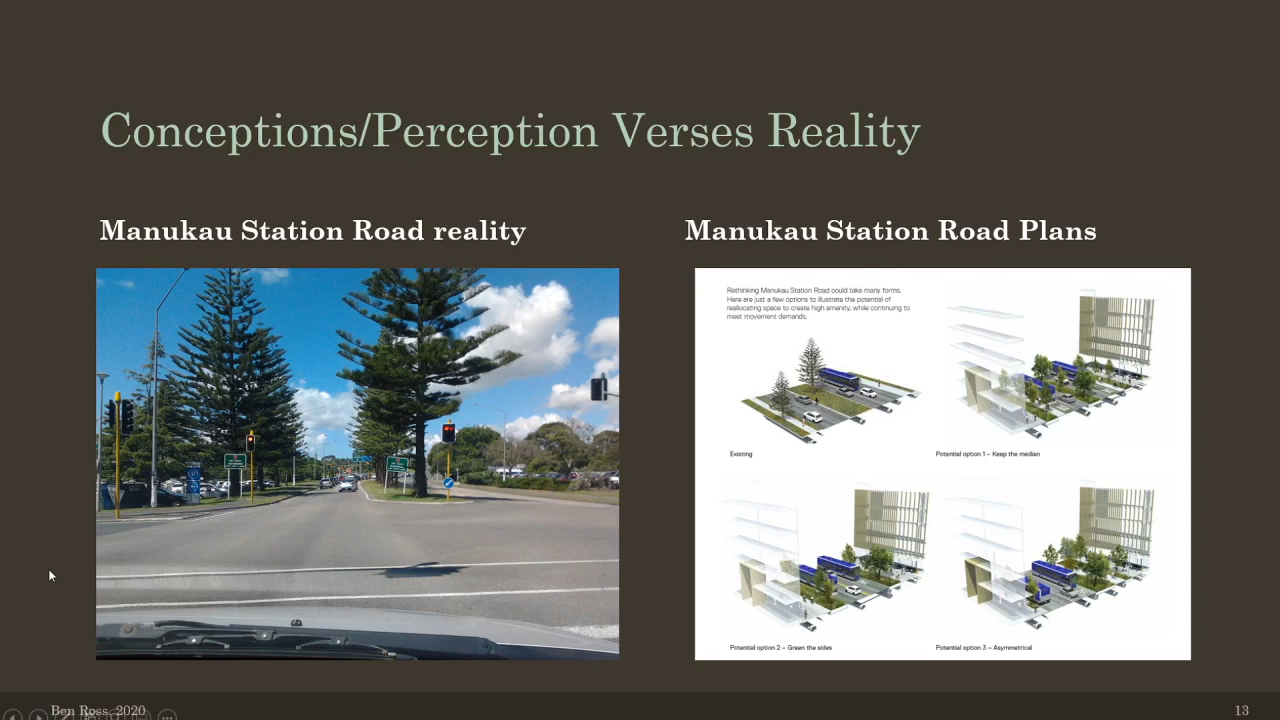 Conceptions/Perception Verses Reality
Manukau Station Road reality
Manukau Station Road Plans
Rethinking Manukau Station Road could take many forms.
Here are just a few options to illustrate the potential of
reallocating space to create high amenity, while continuing to
meet movement demands.
Existing
Potential option 1 – Keep the median
Potential option 2 – Green the sides
Potential option 3 – Asymmetrical
Ben Ross, 2020
13